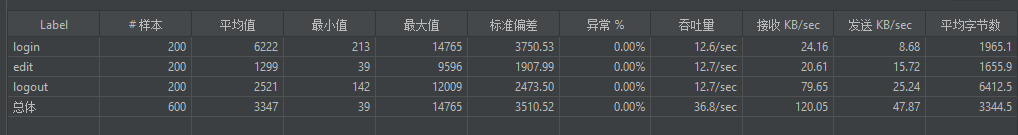 Label # 样本 平均值 最小值 最大值 标准偏差 异常 % 吞吐量 接收 KB/sec 发送 KB/sec 平均字节数
login 200 6222 213 14765 3750.53 0.00% 12.6/sec 24.16 8.68 1965.1
edit 200 1299 39 9596 1907.99 0.00% 12.7/sec 20.61 15.72 1655.9
logout 200 2521 142 12009 2473.50 0.00% 12.7/sec 79.65 25.24 6412.5
总体 600 3347 39 14765 3510.52 0.00% 36.8/sec 120.05 47.87 3344.5